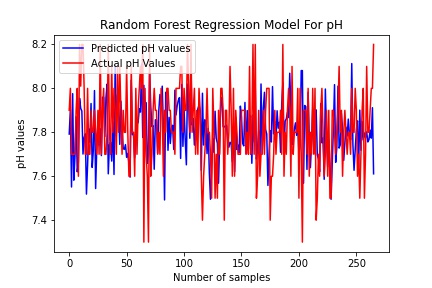 Random Forest Regression Model For pH
Predicted pH values
Actual pH Values
8.2
8.0
7.8
7.6
7.4
pH values
0
50
100
150
200
250
Number of samples